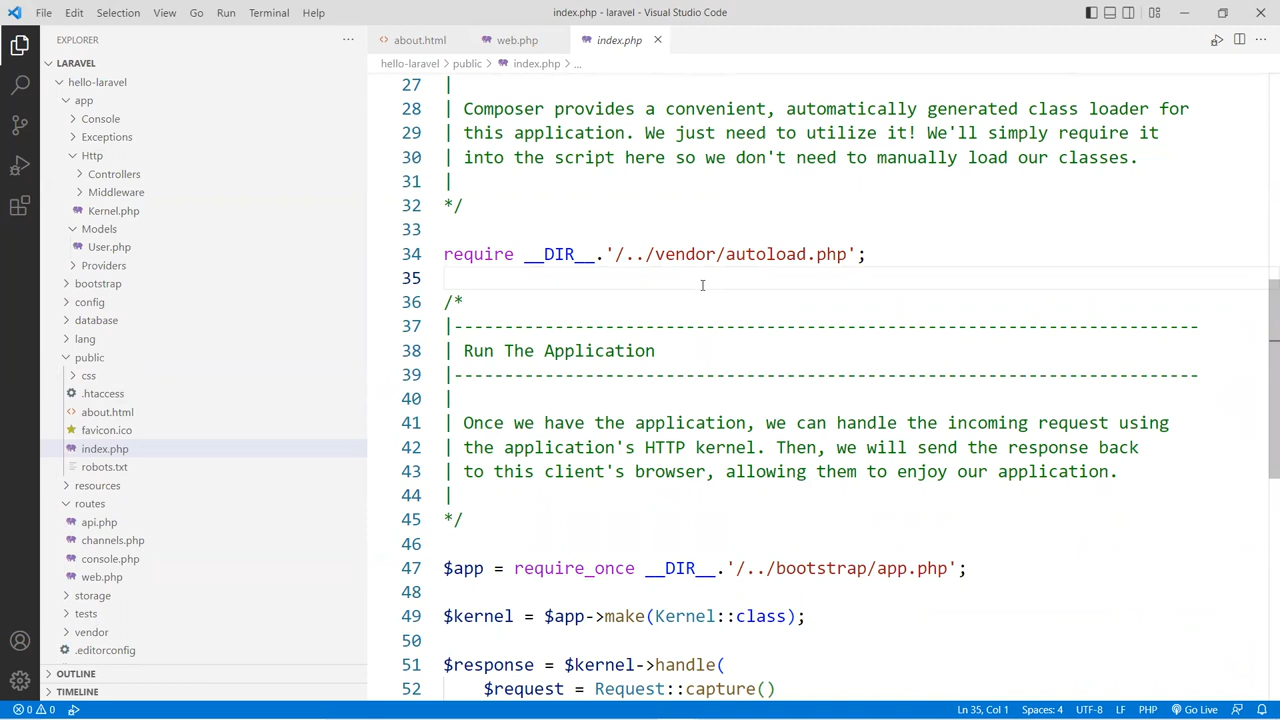 File Edit Selection View Go Run Terminal Help
index.php - laravel - Visual Studio Code
EXPLORER
LARAVEL
hello-laravel
app
Console
Exceptions
Http
Controllers
Middleware
Kernel.php
Models
User.php
Providers
bootstrap
config
database
lang
public
css
.htaccess
about.html
favicon.ico
index.php
robots.txt
resources
routes
api.php
channels.php
console.php
web.php
storage
tests
vendor
.editorconfig
OUTLINE
TIMELINE
about.html web.php index.php
hello-laravel > public > index.php > ...
27 |
28 | Composer provides a convenient, automatically generated class loader for
29 | this application. We just need to utilize it! We'll simply require it
30 | into the script here so we don't need to manually load our classes.
31 |
32 */
33
34 require __DIR__.'/../vendor/autoload.php';
35
36 /*
37 |--------------------------------------------------------------------------
38 | Run The Application
39 |--------------------------------------------------------------------------
40 |
41 | Once we have the application, we can handle the incoming request using
42 | the application's HTTP kernel. Then, we will send the response back
43 | to this client's browser, allowing them to enjoy our application.
44 |
45 */
46
47 $app = require_once __DIR__.'/../bootstrap/app.php';
48
49 $kernel = $app->make(Kernel::class);
50
51 $response = $kernel->handle(
52 $request = Request::capture()
0 0 Ln 35, Col 1 Spaces: 4 UTF-8 LF PHP Go Live